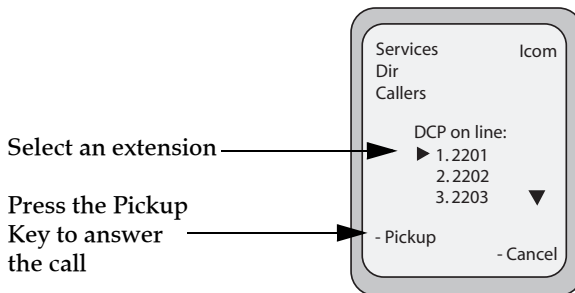 Services Icom
Dir
Callers
DCP on line:
Select an extension
1. 2201
2. 2202
3. 2203
Press the Pickup
Key to answer
the call
- Pickup
- Cancel